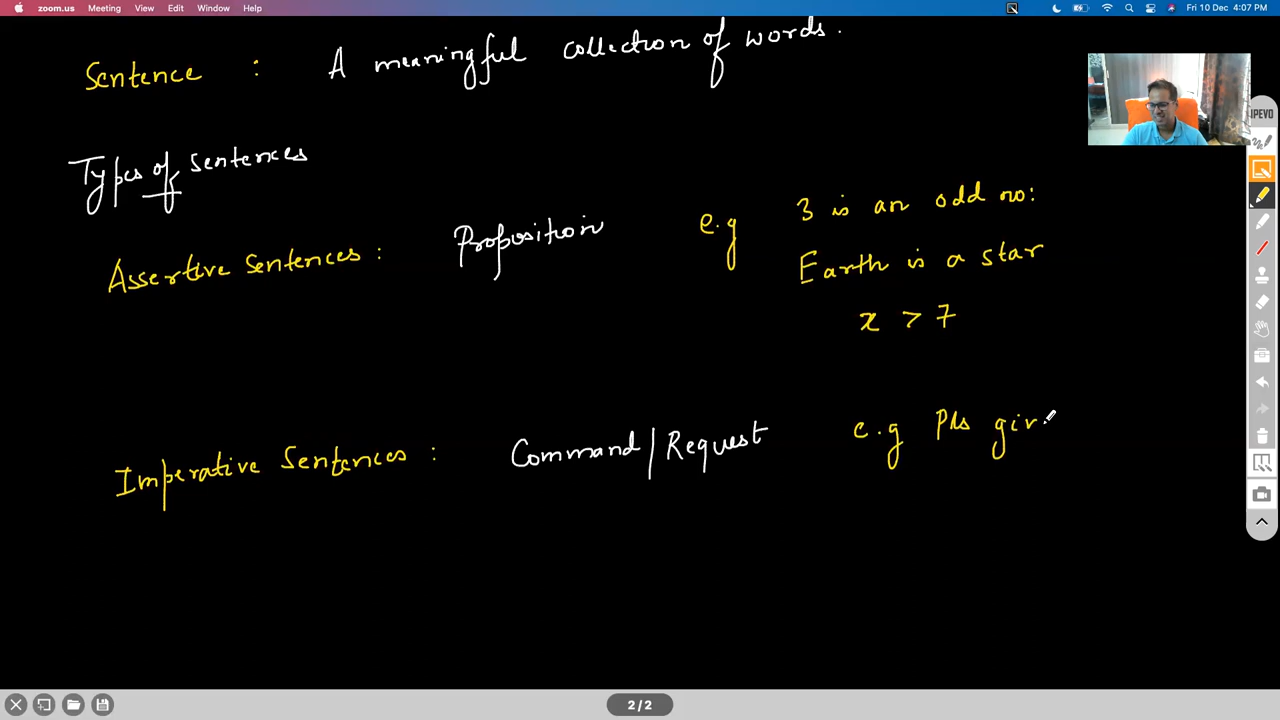 zoom.us Meeting View Edit Window Help Fri 10 Dec 4:07 PM
Sentence : A meaningful collection of words.
IPEVO
Types of sentences
Assertive Sentences : Proposition e.g 3 is an odd no:
Earth is a star
x > 7
Imperative Sentences : Command/Request e.g Pls giv
2/2